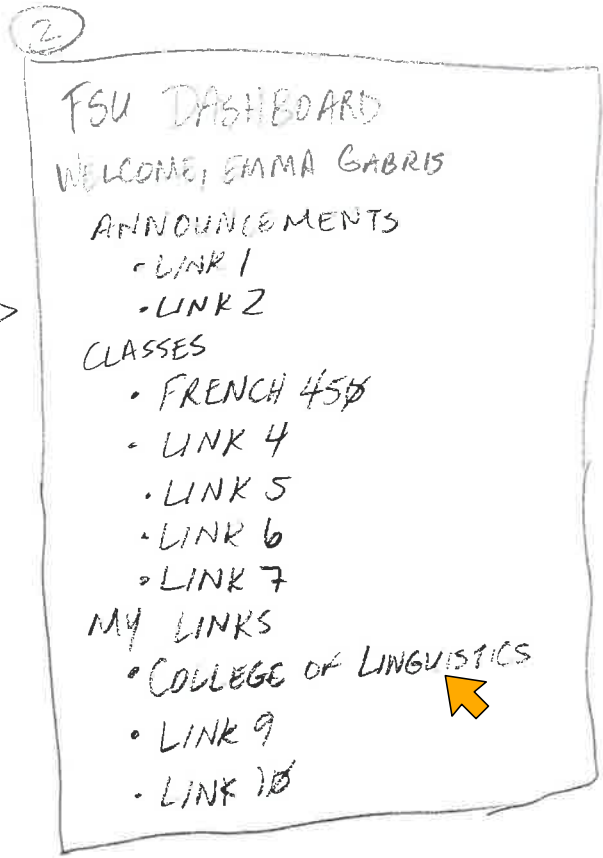 2
FSU DASHBOARD
WELCOME, EMMA GABRIS
ANNOUNCEMENTS
- LINK 1
• LINK 2
CLASSES
• FRENCH 450
- LINK 4
• LINK 5
• LINK 6
• LINK 7
MY LINKS
• COLLEGE OF LINGUISTICS
• LINK 9
• LINK 10